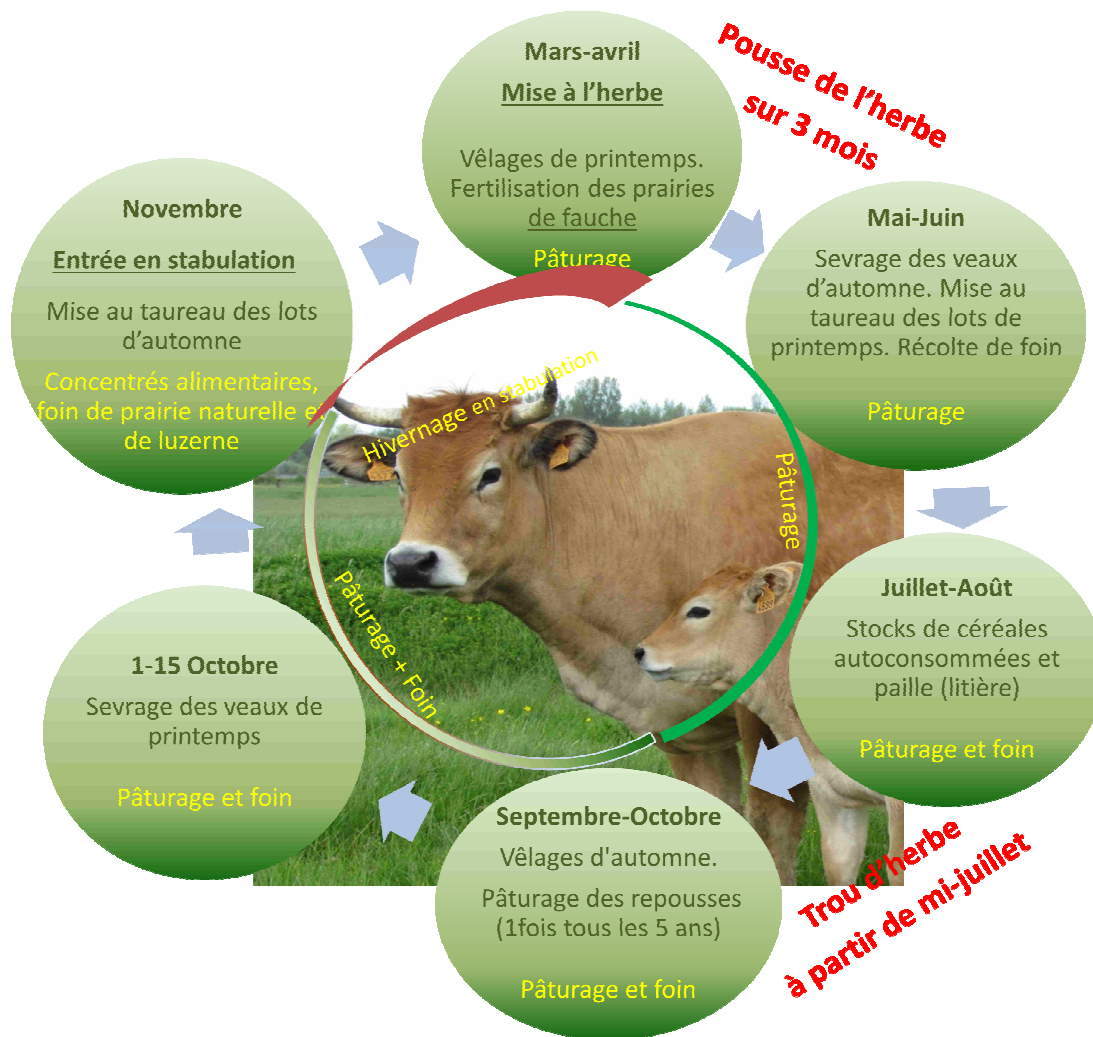 Mars-avril
Mise à l'herbe
Vêlages de printemps.
Fertilisation des prairies
de fauche
Pâturage
Pousse de l'herbe
sur 3 mois
Mai-Juin
Sevrage des veaux
d'automne. Mise au
taureau des lots de
printemps. Récolte de foin
Pâturage
Juillet-Août
Stocks de céréales
autoconsommées et
paille (litière)
Pâturage et foin
Trou d'herbe
à partir de mi-juillet
Septembre-Octobre
Vêlages d'automne.
Pâturage des repousses
(1fois tous les 5 ans)
Pâturage et foin
1-15 Octobre
Sevrage des veaux de
printemps
Pâturage et foin
Novembre
Entrée en stabulation
Mise au taureau des lots
d'automne
Concentrés alimentaires,
foin de prairie naturelle et
de luzerne
Hivernage en stabulation
Pâturage
Pâturage + Foin